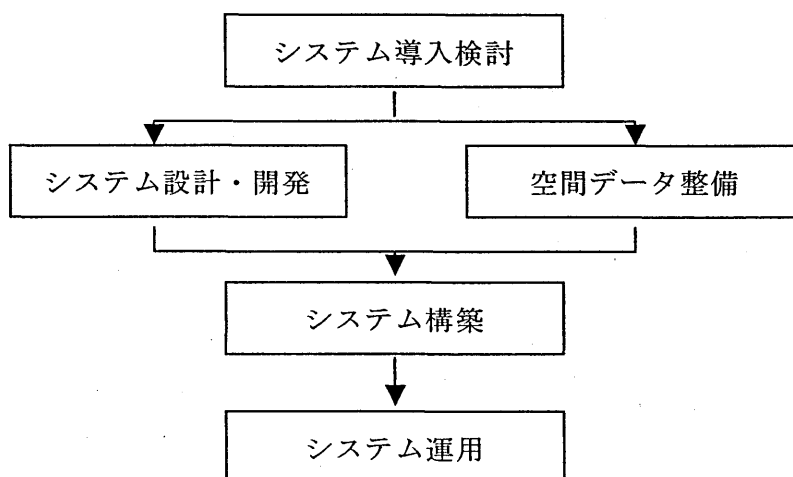 システム導入検討
システム設計・開発
空間データ整備
システム構築
システム運用